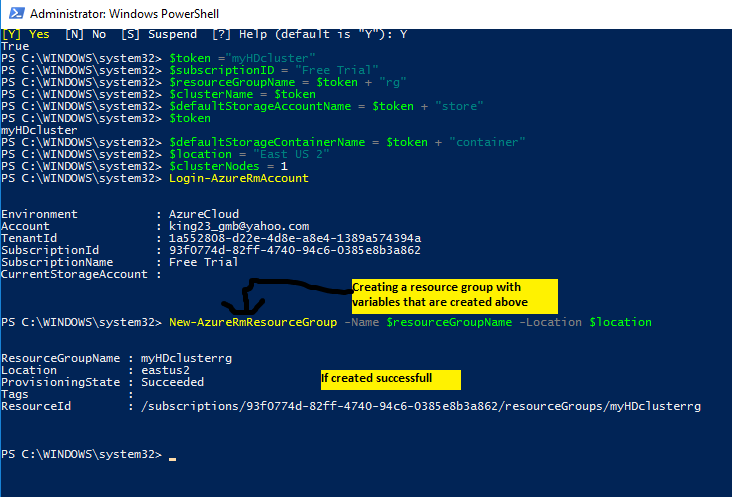 Administrator: Windows PowerShell
[Y] Yes  [N] No  [S] Suspend  [?] Help (default is "Y"): Y
True
PS C:\WINDOWS\system32> $token ="myHDcluster"
PS C:\WINDOWS\system32> $subscriptionID = "Free Trial"
PS C:\WINDOWS\system32> $resourceGroupName = $token + "rg"
PS C:\WINDOWS\system32> $clusterName = $token
PS C:\WINDOWS\system32> $defaultStorageAccountName = $token + "store"
PS C:\WINDOWS\system32> $token
myHDcluster
PS C:\WINDOWS\system32> $defaultStorageContainerName = $token + "container"
PS C:\WINDOWS\system32> $location = "East US 2"
PS C:\WINDOWS\system32> $clusterNodes = 1
PS C:\WINDOWS\system32> Login-AzureRmAccount
Environment           : AzureCloud
Account               : king23_gmb@yahoo.com
TenantId              : 1a552808-d22e-4d8e-a8e4-1389a574394a
SubscriptionId        : 93f0774d-82ff-4740-94c6-0385e8b3a862
SubscriptionName      : Free Trial
CurrentStorageAccount :
Creating a resource group with
variables that are created above
PS C:\WINDOWS\system32> New-AzureRmResourceGroup -Name $resourceGroupName -Location $location
ResourceGroupName : myHDclusterrg
Location          : eastus2
ProvisioningState : Succeeded
If created successfull
Tags              :
ResourceId        : /subscriptions/93f0774d-82ff-4740-94c6-0385e8b3a862/resourceGroups/myHDclusterrg
PS C:\WINDOWS\system32> _